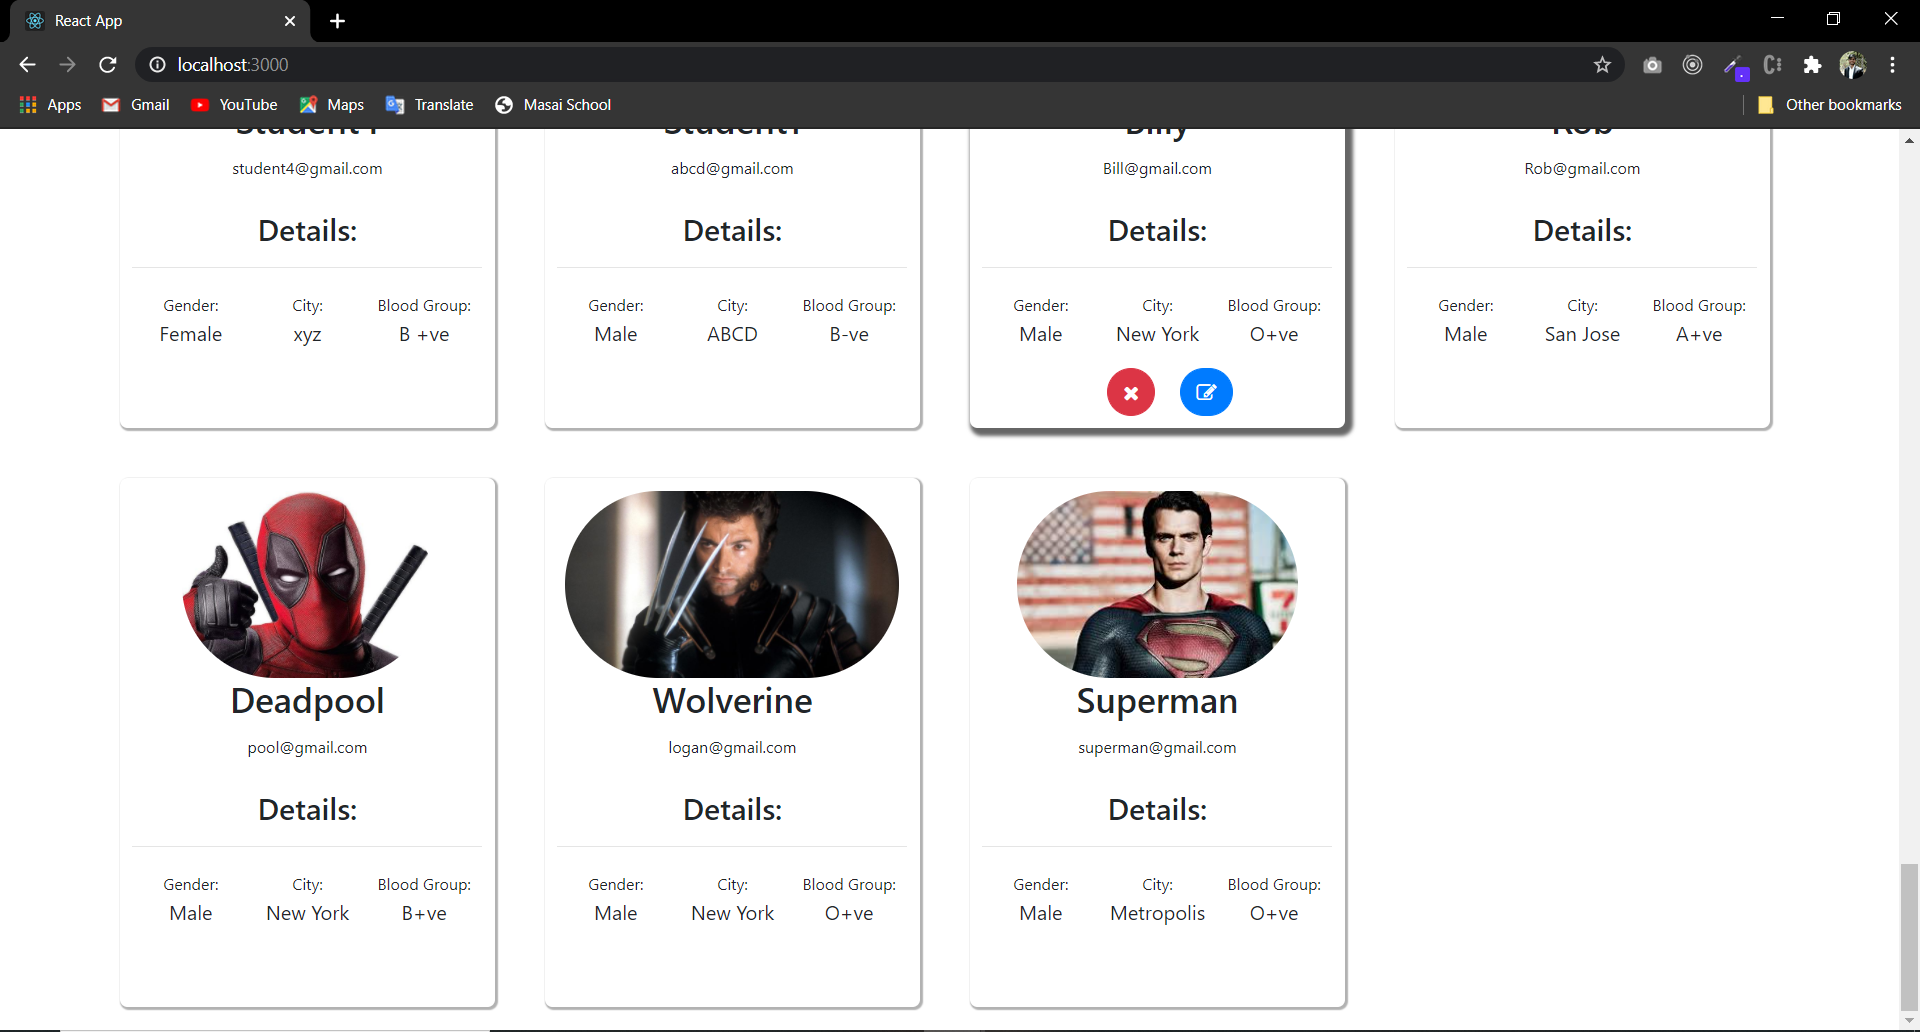 React App
localhost:3000
Apps Gmail YouTube Maps Translate Masai School Other bookmarks
Billy Rob
student4@gmail.com abcd@gmail.com Bill@gmail.com Rob@gmail.com
Details: Details: Details: Details:
Gender: City: Blood Group: Gender: City: Blood Group: Gender: City: Blood Group: Gender: City: Blood Group:
Female xyz B +ve Male ABCD B-ve Male New York O+ve Male San Jose A+ve
Deadpool Wolverine Superman
pool@gmail.com logan@gmail.com superman@gmail.com
Details: Details: Details:
Gender: City: Blood Group: Gender: City: Blood Group: Gender: City: Blood Group:
Male New York B+ve Male New York O+ve Male Metropolis O+ve